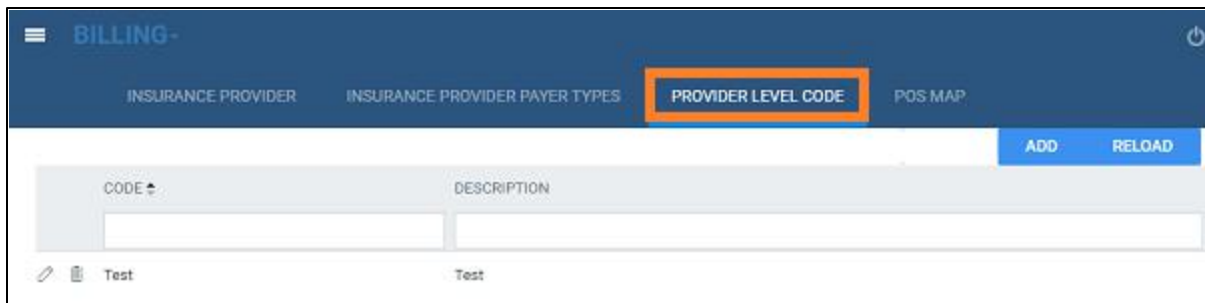 BILLING-
INSURANCE PROVIDER INSURANCE PROVIDER PAYER TYPES PROVIDER LEVEL CODE POS MAP
ADD RELOAD
CODE DESCRIPTION
Test Test